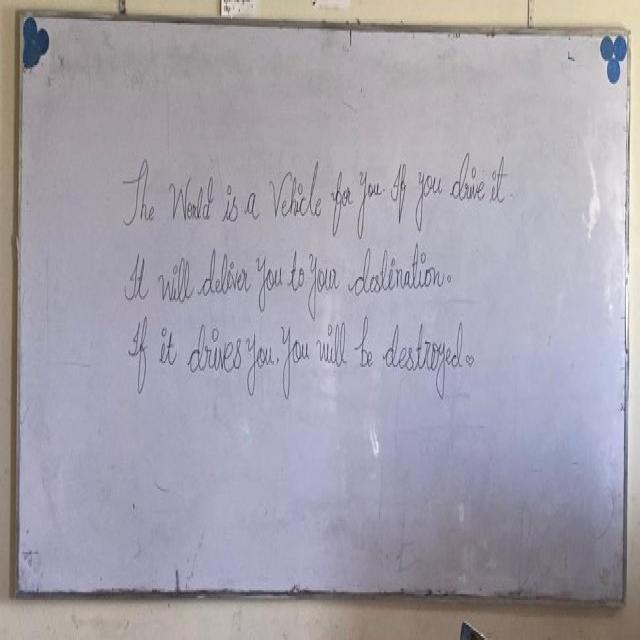 The World is a Vehicle for you. If you drive it.
It will deliver you to your destination.
If it drives you. You will be destroyed.